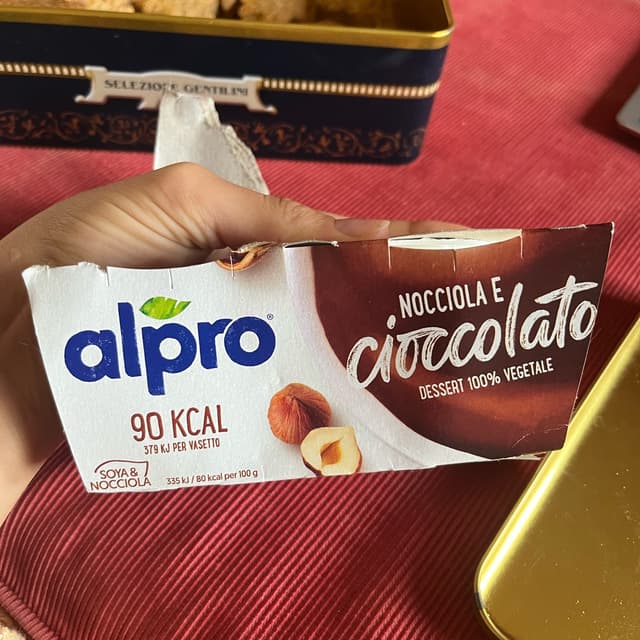 SELEZIONE GENTILINI
alpro®
90 KCAL
379 KJ PER VASETTO
SOYA &
NOCCIOLA
335 kJ / 80 kcal per 100 g
NOCCIOLA E
cioccolato
DESSERT 100% VEGETALE